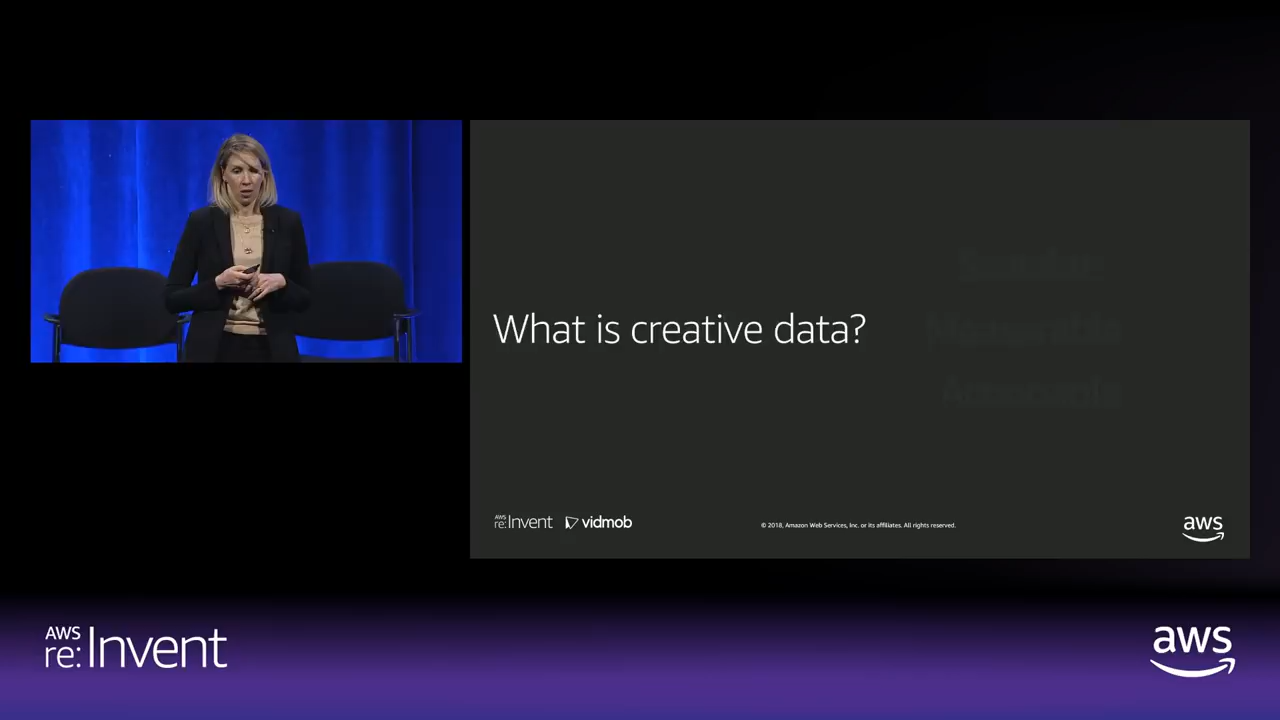 What is creative data?
AWS
re:Invent
vidmob
© 2018, Amazon Web Services, Inc. or its affiliates. All rights reserved.
aws
AWS
re:Invent
aws